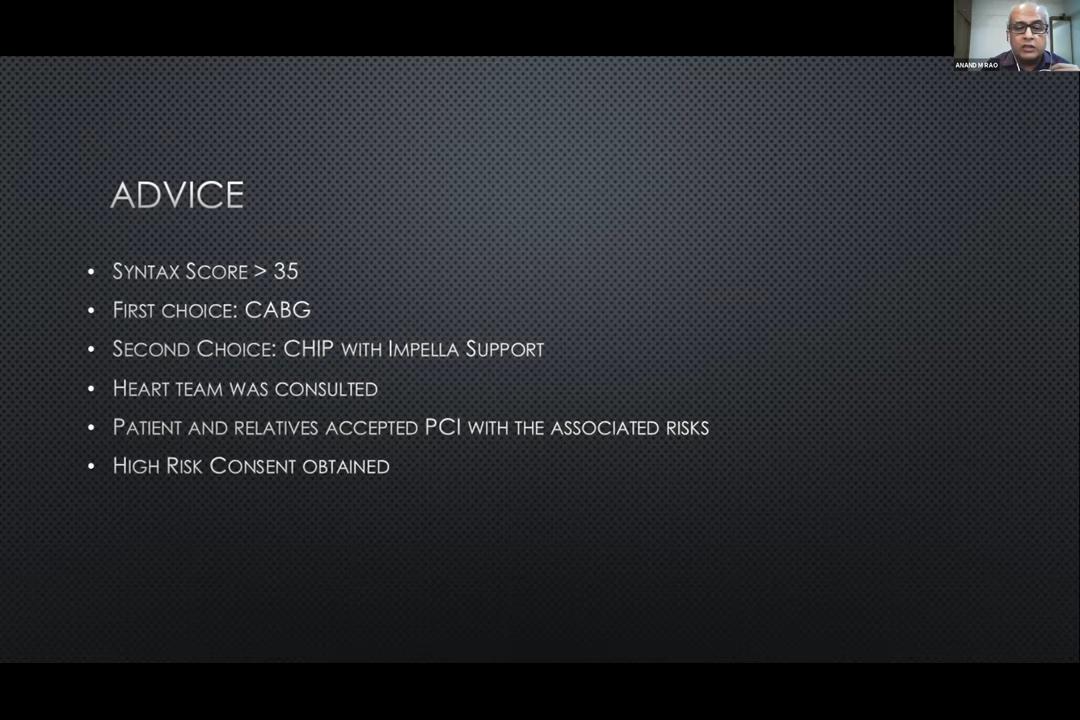 ANAND M RAO
ADVICE
• SYNTAX SCORE > 35
• FIRST CHOICE: CABG
• SECOND CHOICE: CHIP WITH IMPELLA SUPPORT
• HEART TEAM WAS CONSULTED
• PATIENT AND RELATIVES ACCEPTED PCI WITH THE ASSOCIATED RISKS
• HIGH RISK CONSENT OBTAINED